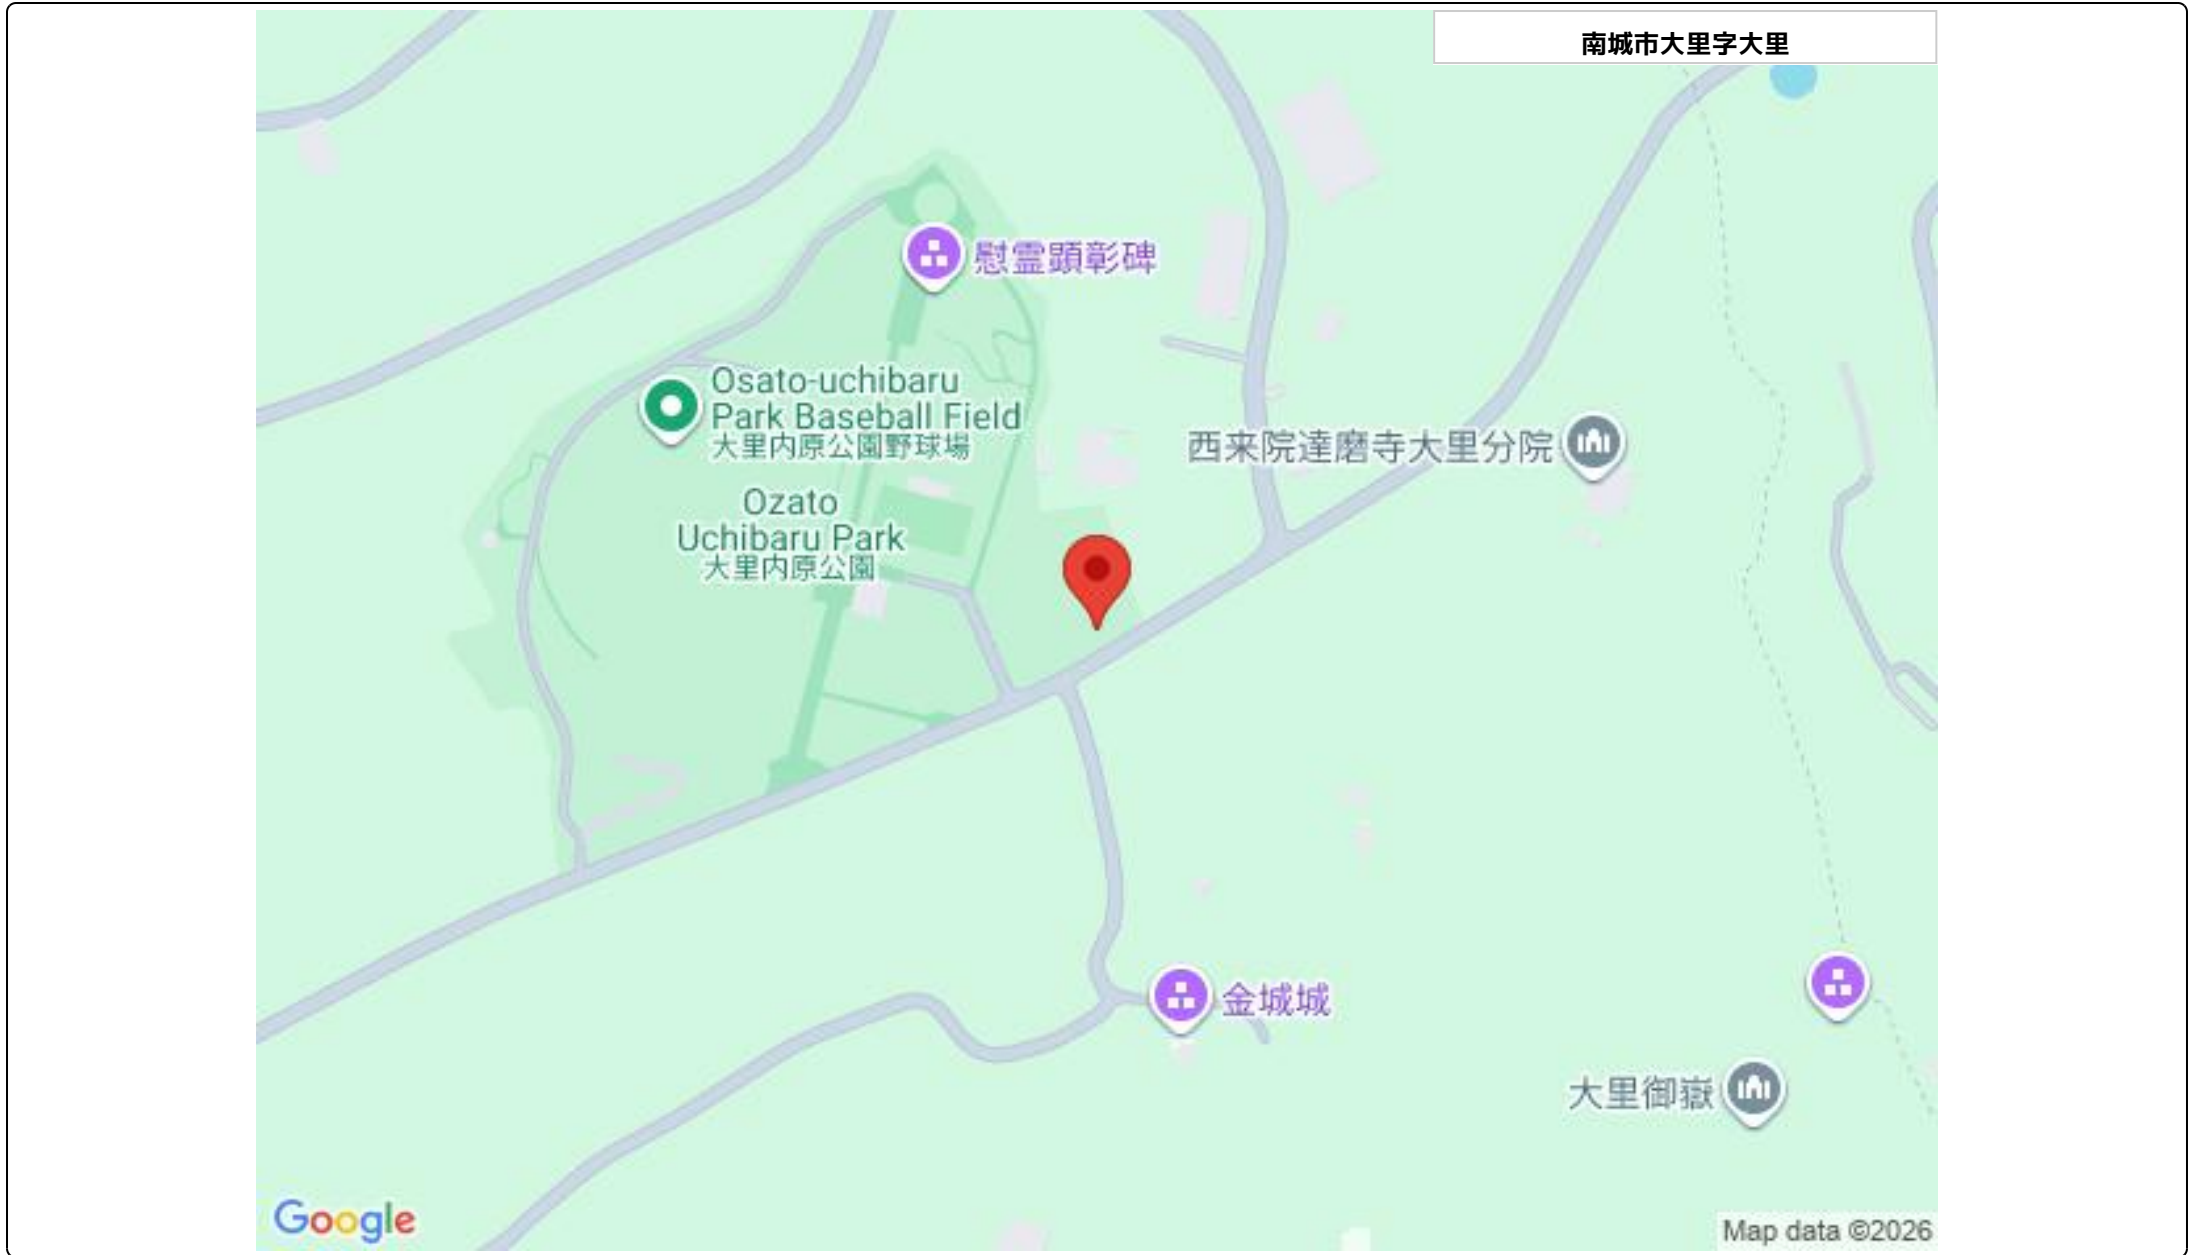 南城市大里字大里
慰霊顕彰碑
Osato-uchibaru
Park Baseball Field
大里内原公園野球場
西来院達磨寺大里分院
Ozato
Uchibaru Park
大里内原公園
金城城
大里御嶽
Google
Map data ©2026